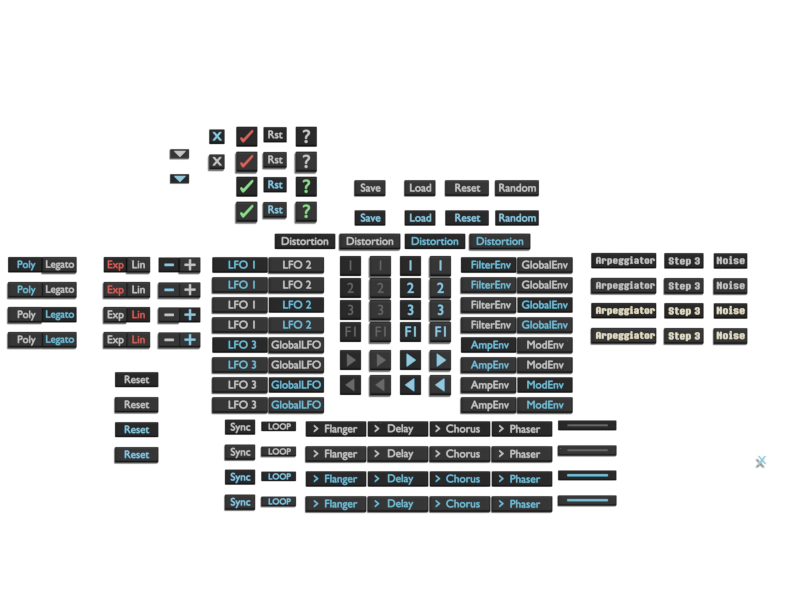 X Rst ?
X Rst ?
Rst ?
Rst ?
Save Load Reset Random
Save Load Reset Random
Distortion Distortion Distortion Distortion
Poly Legato Exp Lin − + LFO 1 LFO 2 1 1 1 1 FilterEnv GlobalEnv Arpeggiator Step 3 Noise
Poly Legato Exp Lin − + LFO 1 LFO 2 2 2 2 2 FilterEnv GlobalEnv Arpeggiator Step 3 Noise
Poly Legato Exp Lin − + LFO 1 LFO 2 3 3 3 3 FilterEnv GlobalEnv Arpeggiator Step 3 Noise
Poly Legato Exp Lin − + LFO 1 LFO 2 F1 F1 F1 F1 FilterEnv GlobalEnv Arpeggiator Step 3 Noise
LFO 3 GlobalLFO AmpEnv ModEnv
LFO 3 GlobalLFO AmpEnv ModEnv
Reset LFO 3 GlobalLFO AmpEnv ModEnv
Reset LFO 3 GlobalLFO AmpEnv ModEnv
Reset Sync LOOP > Flanger > Delay > Chorus > Phaser
Reset Sync LOOP > Flanger > Delay > Chorus > Phaser
Sync LOOP > Flanger > Delay > Chorus > Phaser
Sync LOOP > Flanger > Delay > Chorus > Phaser